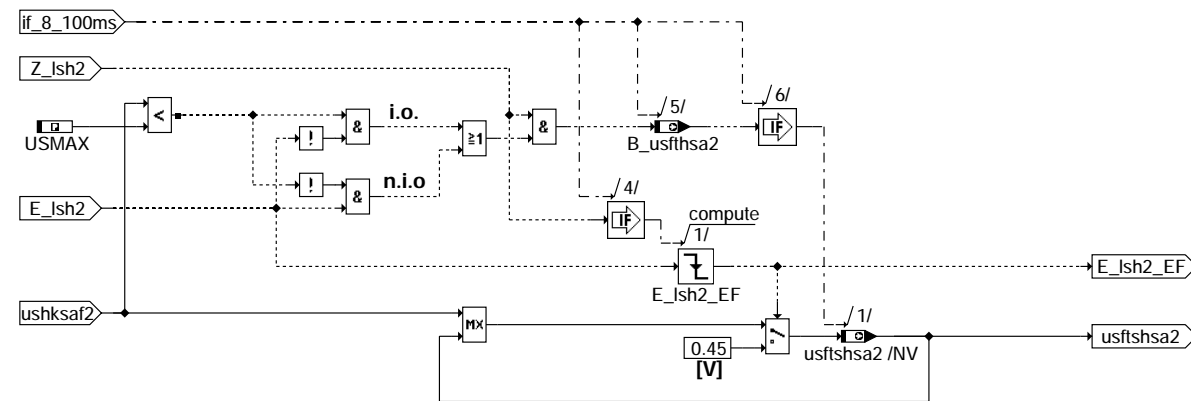 if_8_100ms
Z_lsh2
/6/
/5/
i.o.
<
&
≥1
&
IF
USMAX
!
B_usfthsa2
n.i.o
/4/
!
&
E_lsh2
IF
compute
/1/
E_lsh2_EF
E_lsh2_EF
ushksaf2
/1/
MX
usftshsa2
0.45
usftshsa2 /NV
[V]